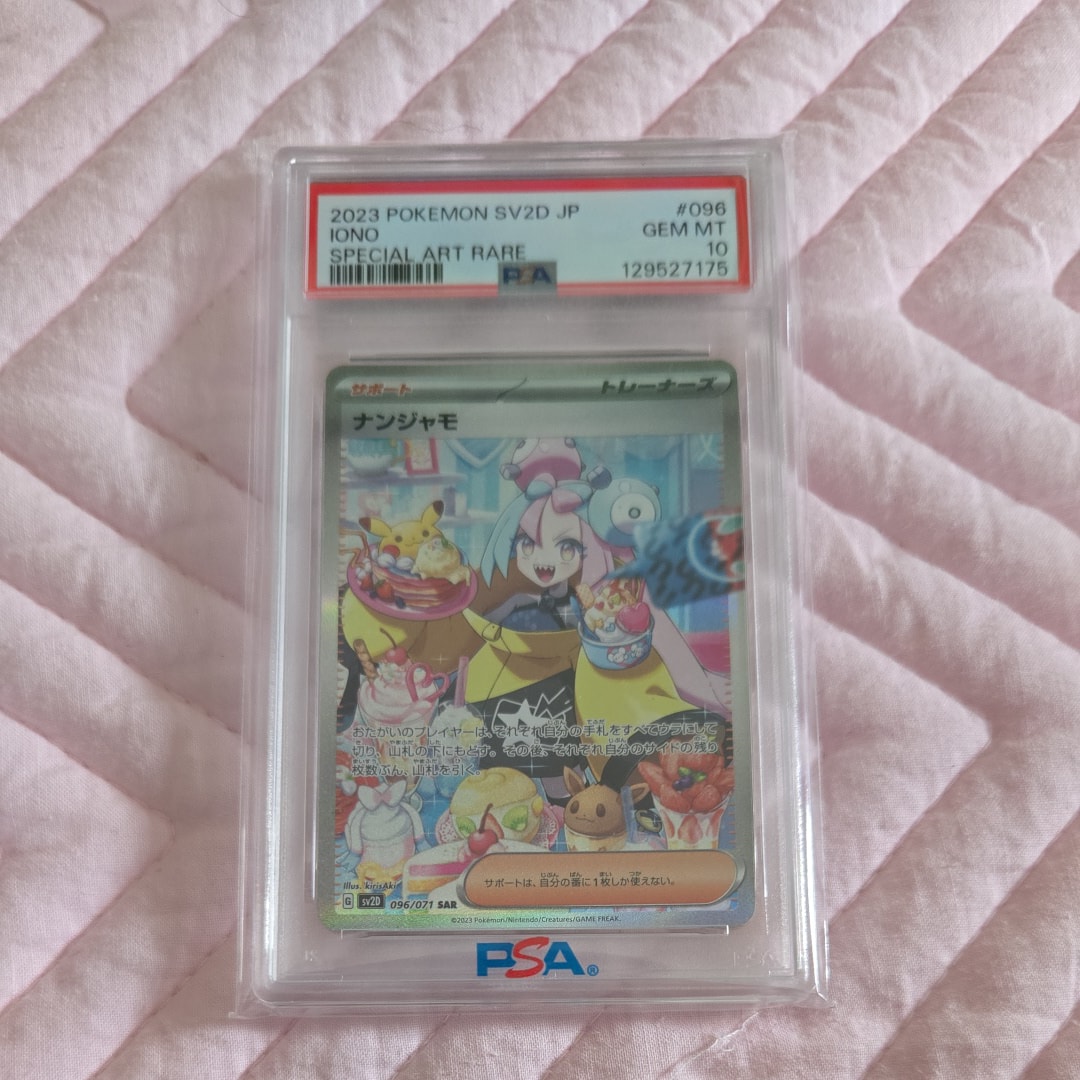 2023 POKEMON SV2D JP #096
IONO GEM MT
SPECIAL ART RARE 10
PSA 129527175
サポート トレーナーズ
ナンジャモ
おたがいのプレイヤーは、それぞれ自分の手札をすべてウラにして
切り、山札の下にもどす。その後、それぞれ自分のサイドの残り
枚数ぶん、山札を引く。
サポートは、自分の番に1枚しか使えない。
Illus. kirisAki
G sv2D 096/071 SAR
©2023 Pokémon/Nintendo/Creatures/GAME FREAK.
PSA®